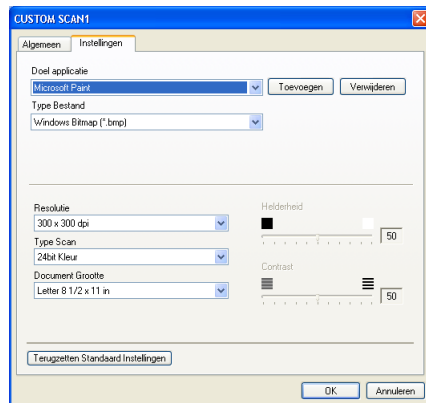 CUSTOM SCAN1
Algemeen Instellingen
Doel applicatie
Microsoft Paint Toevoegen Verwijderen
Type Bestand
Windows Bitmap (*.bmp)
Resolutie Helderheid
300 x 300 dpi 50
Type Scan
24bit Kleur
Document Grootte Contrast
Letter 8 1/2 x 11 in 50
Terugzetten Standaard Instellingen
OK Annuleren